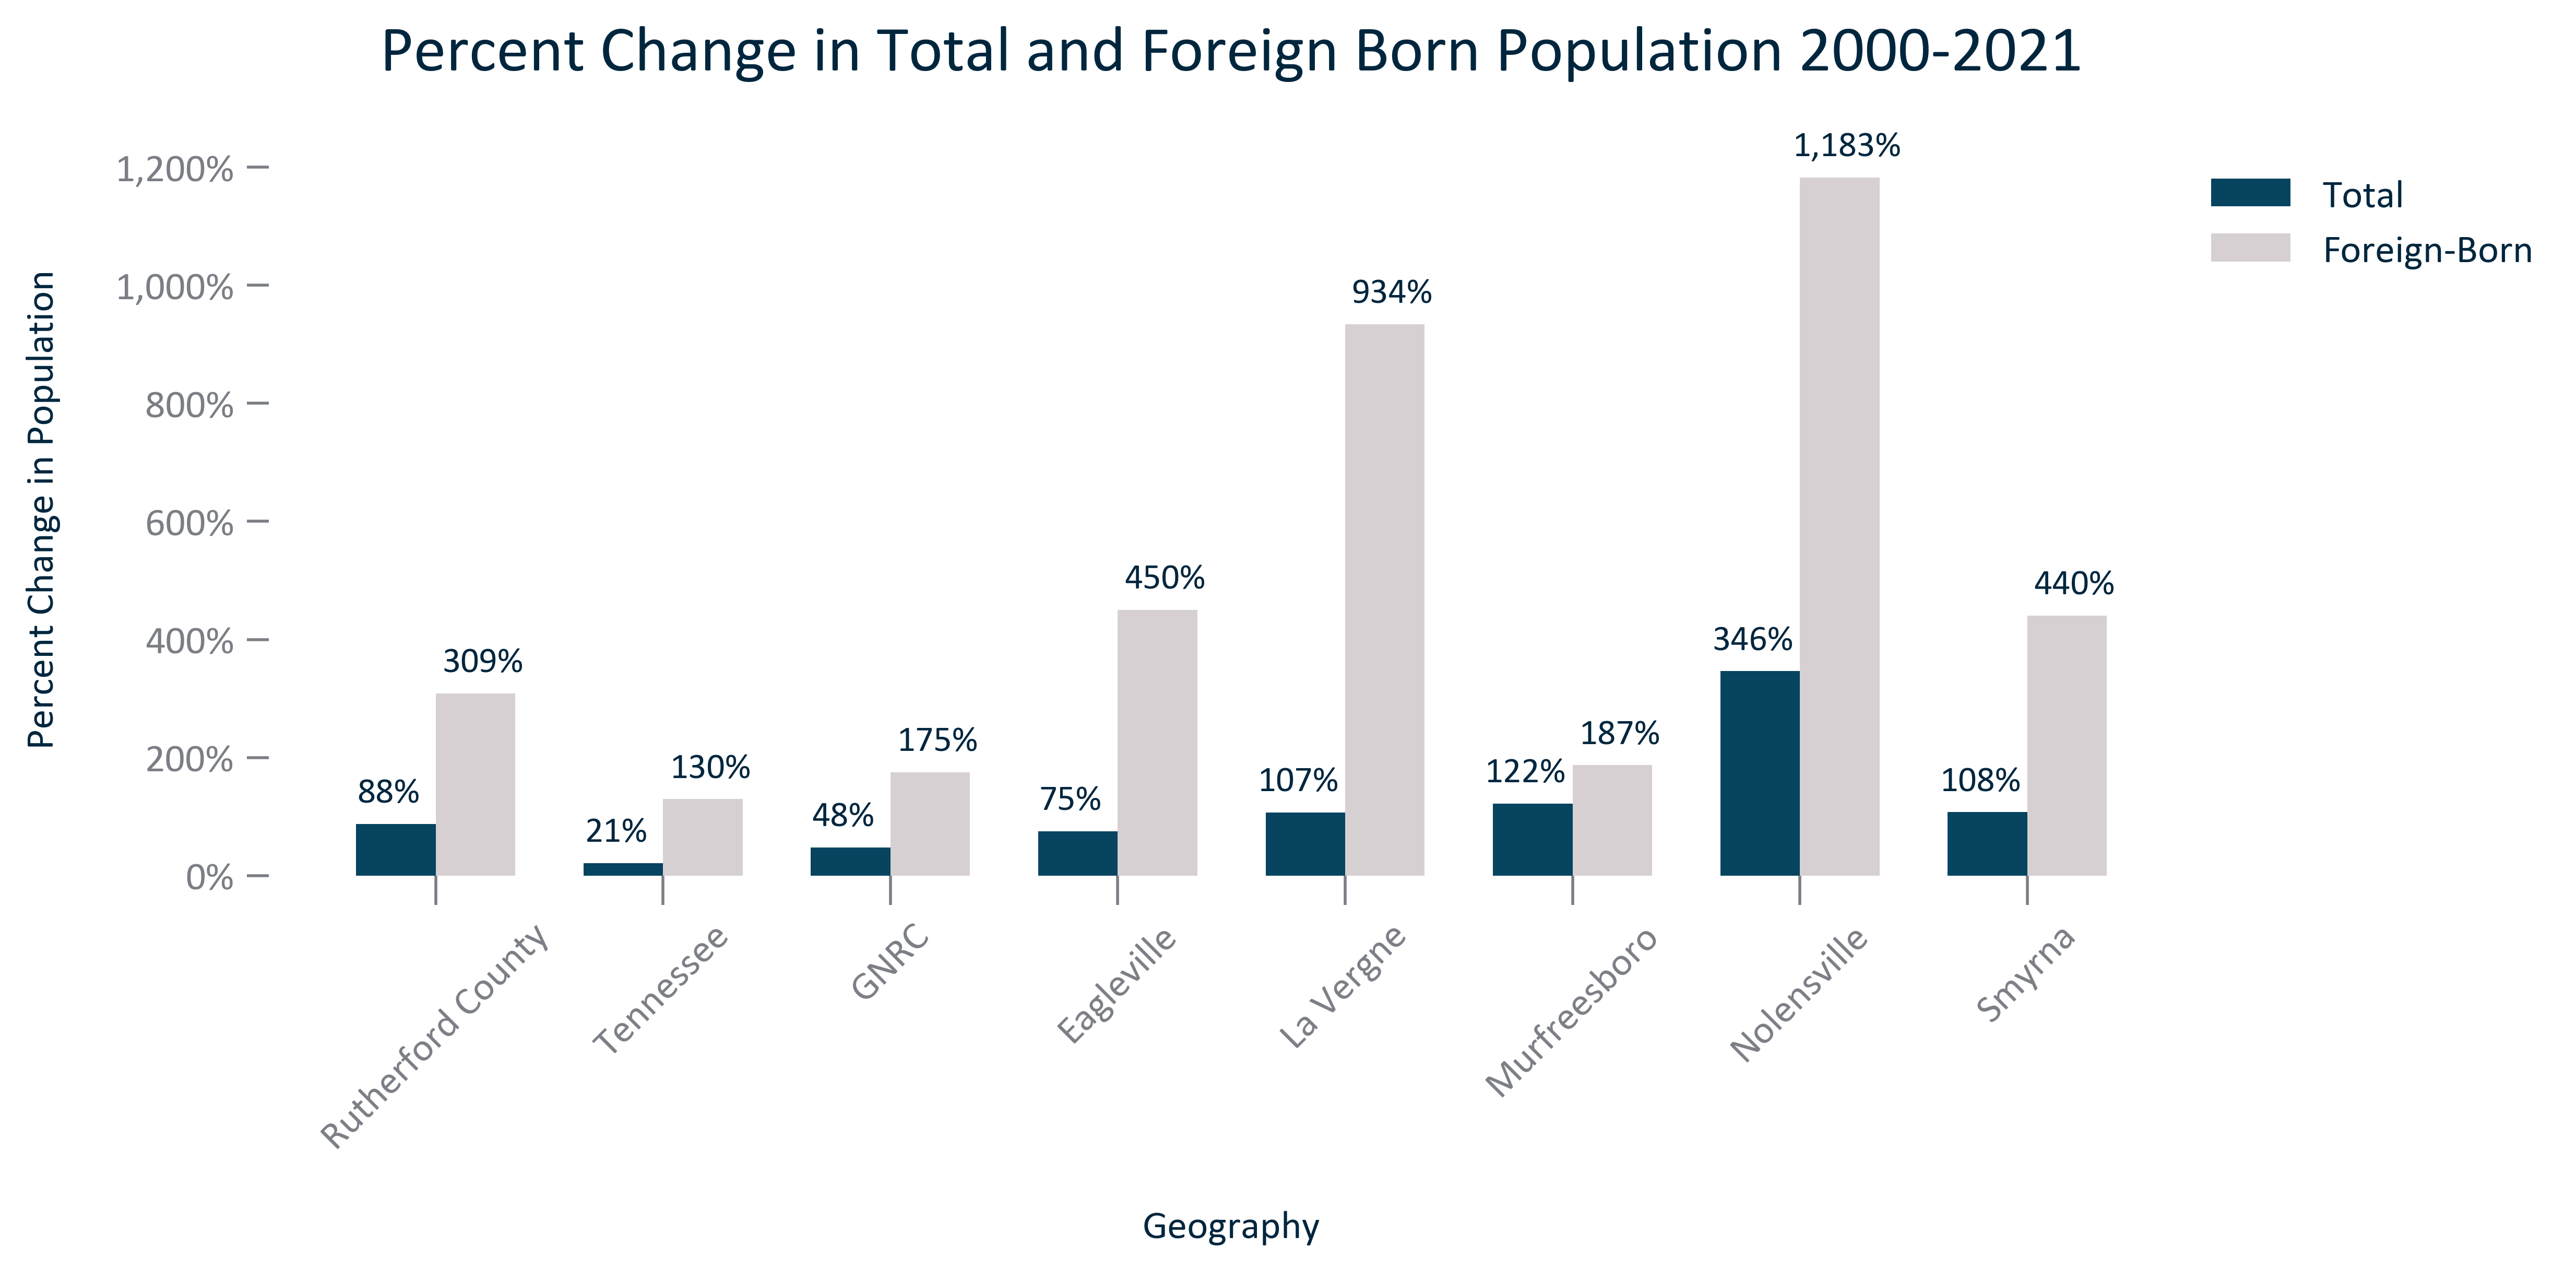 Percent Change in Total and Foreign Born Population 2000-2021
Percent Change in Population
1,200%
1,000%
800%
600%
400%
200%
0%
88%
309%
21%
130%
48%
175%
75%
450%
107%
934%
122%
187%
346%
1,183%
108%
440%
Total
Foreign-Born
Rutherford County
Tennessee
GNRC
Eagleville
La Vergne
Murfreesboro
Nolensville
Smyrna
Geography